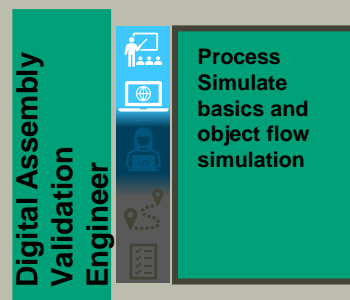 Digital Assembly
Validation
Engineer
Process
Simulate
basics and
object flow
simulation